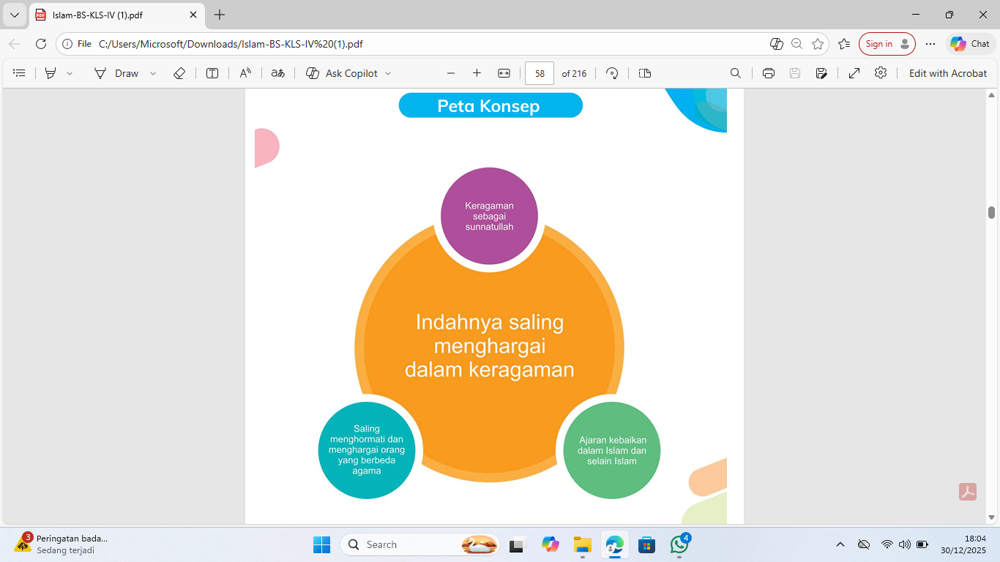 Islam-BS-KLS-IV (1).pdf
File C:/Users/Microsoft/Downloads/Islam-BS-KLS-IV%20(1).pdf
Sign in
Chat
Draw
Ask Copilot
58 of 216
Edit with Acrobat
Peta Konsep
Keragaman
sebagai
sunnatullah
Indahnya saling
menghargai
dalam keragaman
Saling
menghormati dan
menghargai orang
yang berbeda
agama
Ajaran kebaikan
dalam Islam dan
selain Islam
3
Peringatan bada...
Sedang terjadi
Search
4
18:04
30/12/2025